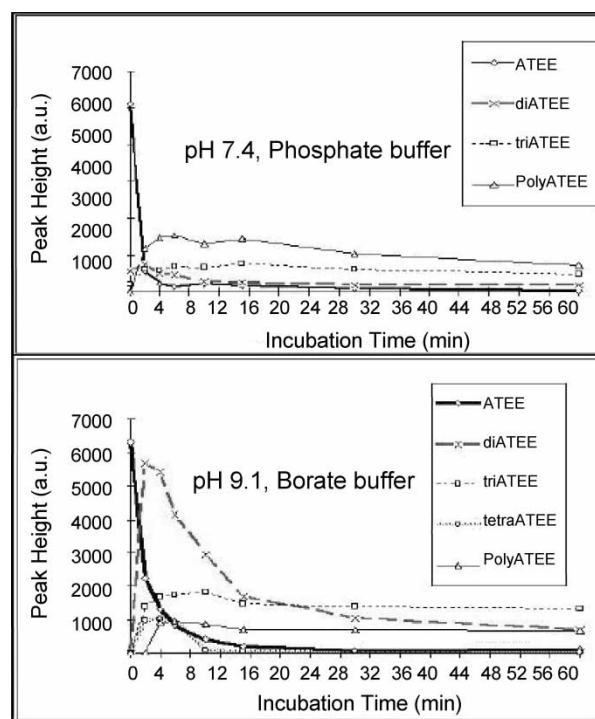 7000
6000
5000
4000
3000
2000
1000
Peak Height (a.u.)
pH 7.4, Phosphate buffer
ATEE
diATEE
triATEE
PolyATEE
0 4 8 12 16 20 24 28 32 36 40 44 48 52 56 60
Incubation Time (min)
7000
6000
5000
4000
3000
2000
1000
Peak Height (a.u.)
pH 9.1, Borate buffer
ATEE
diATEE
triATEE
tetraATEE
PolyATEE
0 4 8 12 16 20 24 28 32 36 40 44 48 52 56 60
Incubation Time (min)